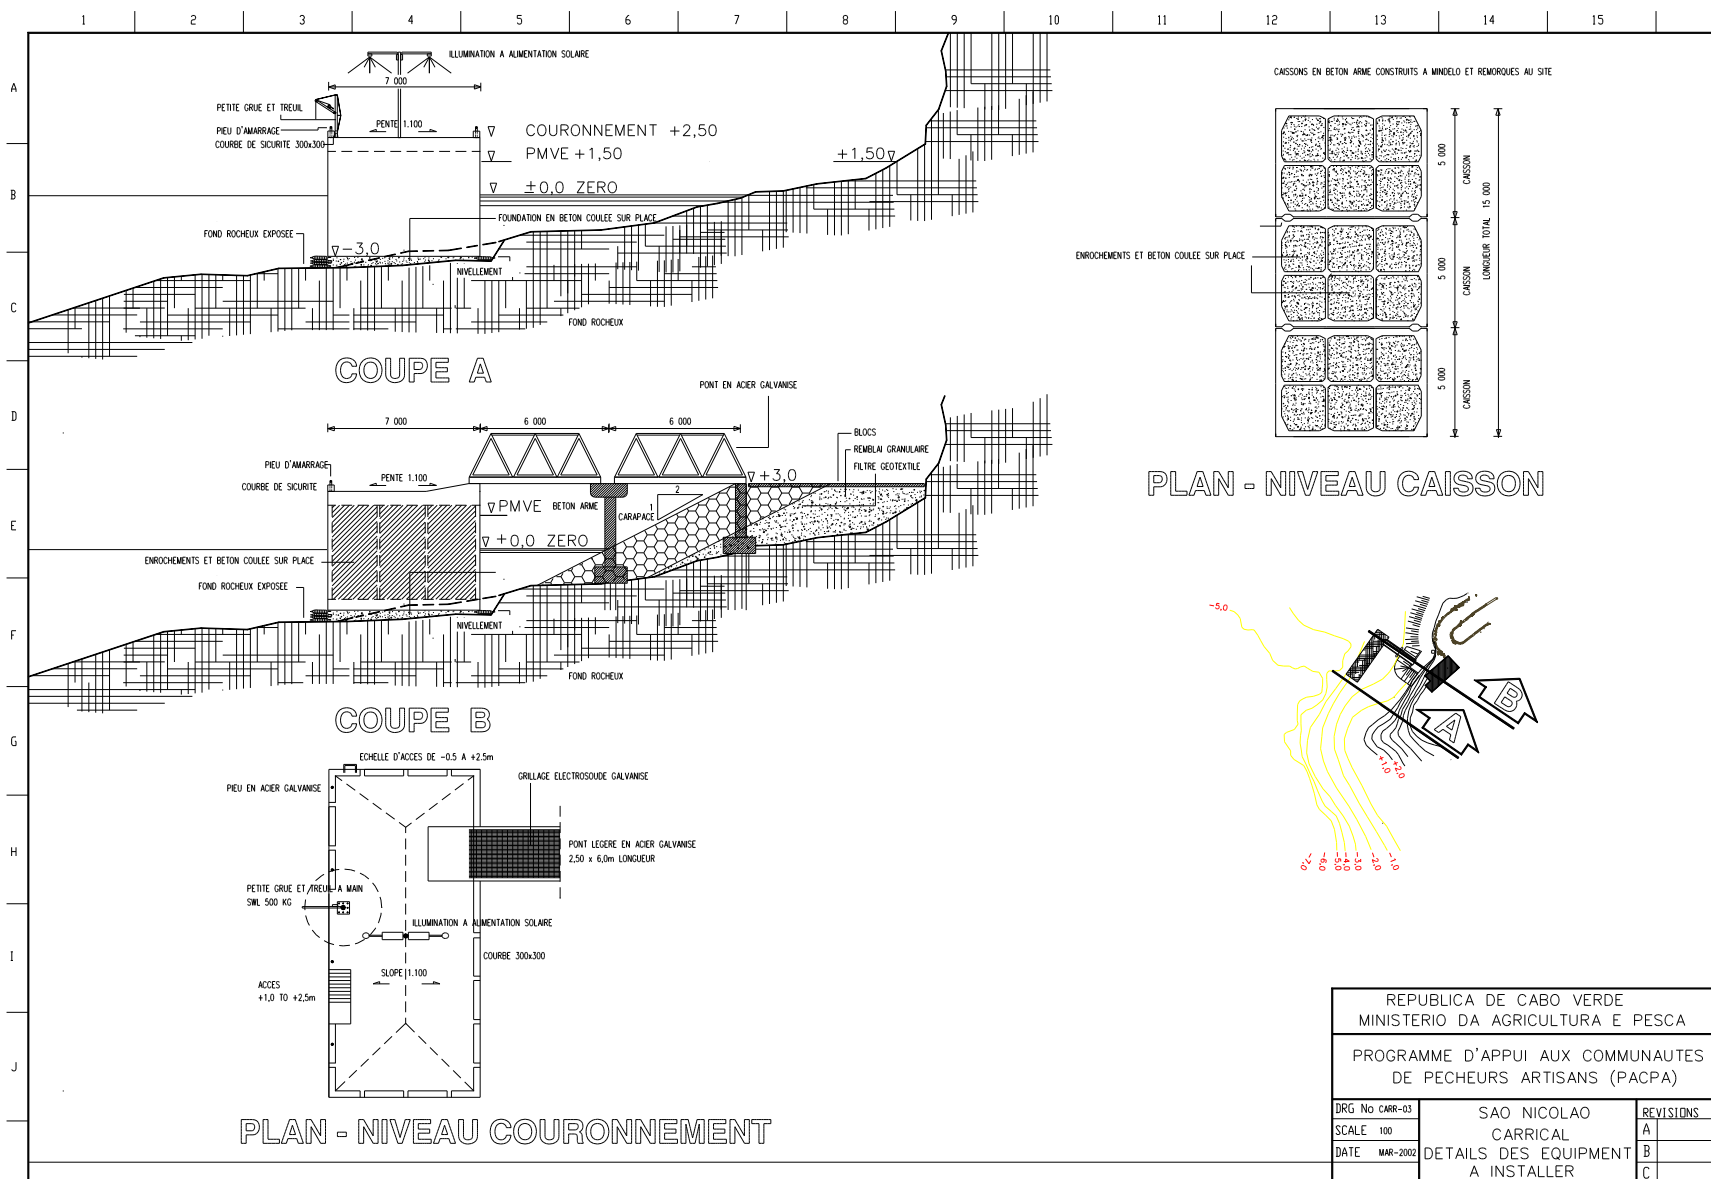 1 2 3 4 5 6 7 8 9 10 11 12 13 14 15
A
B
C
D
E
F
G
H
I
J
ILLUMINATION A ALIMENTATION SOLAIRE
7 000
PETITE GRUE ET TREUIL
PIEU D'AMARRAGE
PENTE 1.100
COURBE DE SICURITE 300x300
COURONNEMENT +2,50
PMVE +1,50
+1,50
±0,0 ZERO
FOUNDATION EN BETON COULEE SUR PLACE
FOND ROCHEUX EXPOSEE
-3,0
NIVELLEMENT
FOND ROCHEUX
COUPE A
PONT EN ACIER GALVANISE
7 000
6 000
6 000
BLOCS
REMBLAI GRANULAIRE
FILTRE GEOTEXTILE
PIEU D'AMARRAGE
COURBE DE SICURITE
PENTE 1.100
+3,0
2
1
PMVE
BETON ARME
CARAPACE
+0,0 ZERO
ENROCHEMENTS ET BETON COULEE SUR PLACE
FOND ROCHEUX EXPOSEE
NIVELLEMENT
FOND ROCHEUX
COUPE B
ECHELLE D'ACCES DE -0.5 A +2.5m
GRILLAGE ELECTROSOUDE GALVANISE
PIEU EN ACIER GALVANISE
PONT LEGERE EN ACIER GALVANISE
2,50 x 6,0m LONGUEUR
PETITE GRUE ET TREUIL A MAIN
SWL 500 KG
ILLUMINATION A ALIMENTATION SOLAIRE
COURBE 300x300
SLOPE 1.100
ACCES
+1,0 TO +2,5m
PLAN - NIVEAU COURONNEMENT
CAISSONS EN BETON ARME CONSTRUITS A MINDELO ET REMORQUES AU SITE
5 000
CAISSON
5 000
CAISSON
5 000
CAISSON
LONGUEUR TOTAL 15 000
ENROCHEMENTS ET BETON COULEE SUR PLACE
PLAN - NIVEAU CAISSON
-5,0
B
A
+1,0
+2,0
-7,0
-6,0
-5,0
-4,0
-3,0
-2,0
-1,0
REPUBLICA DE CABO VERDE
MINISTERIO DA AGRICULTURA E PESCA
PROGRAMME D'APPUI AUX COMMUNAUTES
DE PECHEURS ARTISANS (PACPA)
DRG No CARR-03
SCALE 100
DATE MAR-2002
SAO NICOLAO
CARRICAL
DETAILS DES EQUIPMENT
A INSTALLER
REVISIONS
A
B
C